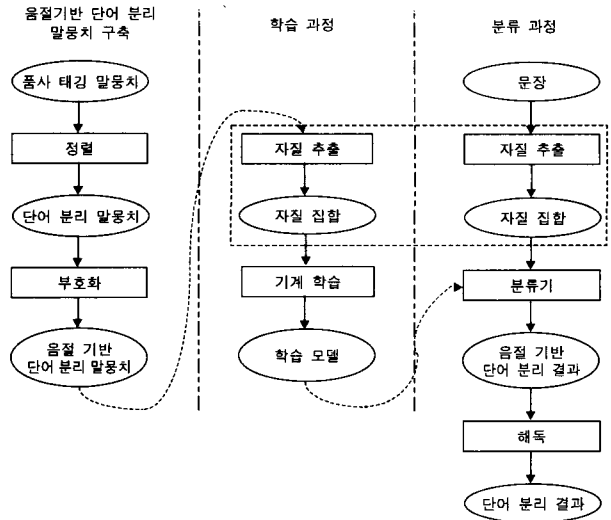 음절기반 단어 분리
말뭉치 구축
품사 태깅 말뭉치
정렬
단어 분리 말뭉치
부호화
음절 기반
단어 분리 말뭉치
학습 과정
자질 추출
자질 집합
기계 학습
학습 모델
분류 과정
문장
자질 추출
자질 집합
분류기
음절 기반
단어 분리 결과
해독
단어 분리 결과